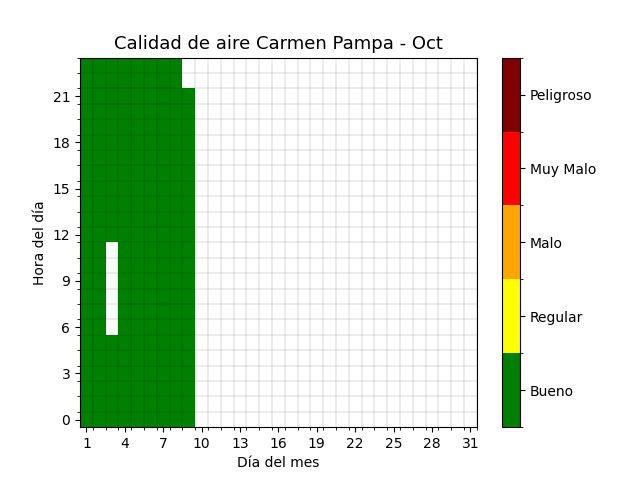 Calidad de aire Carmen Pampa - Oct
21
18
15
12
9
6
3
0
Hora del día
1 4 7 10 13 16 19 22 25 28 31
Día del mes
Peligroso
Muy Malo
Malo
Regular
Bueno